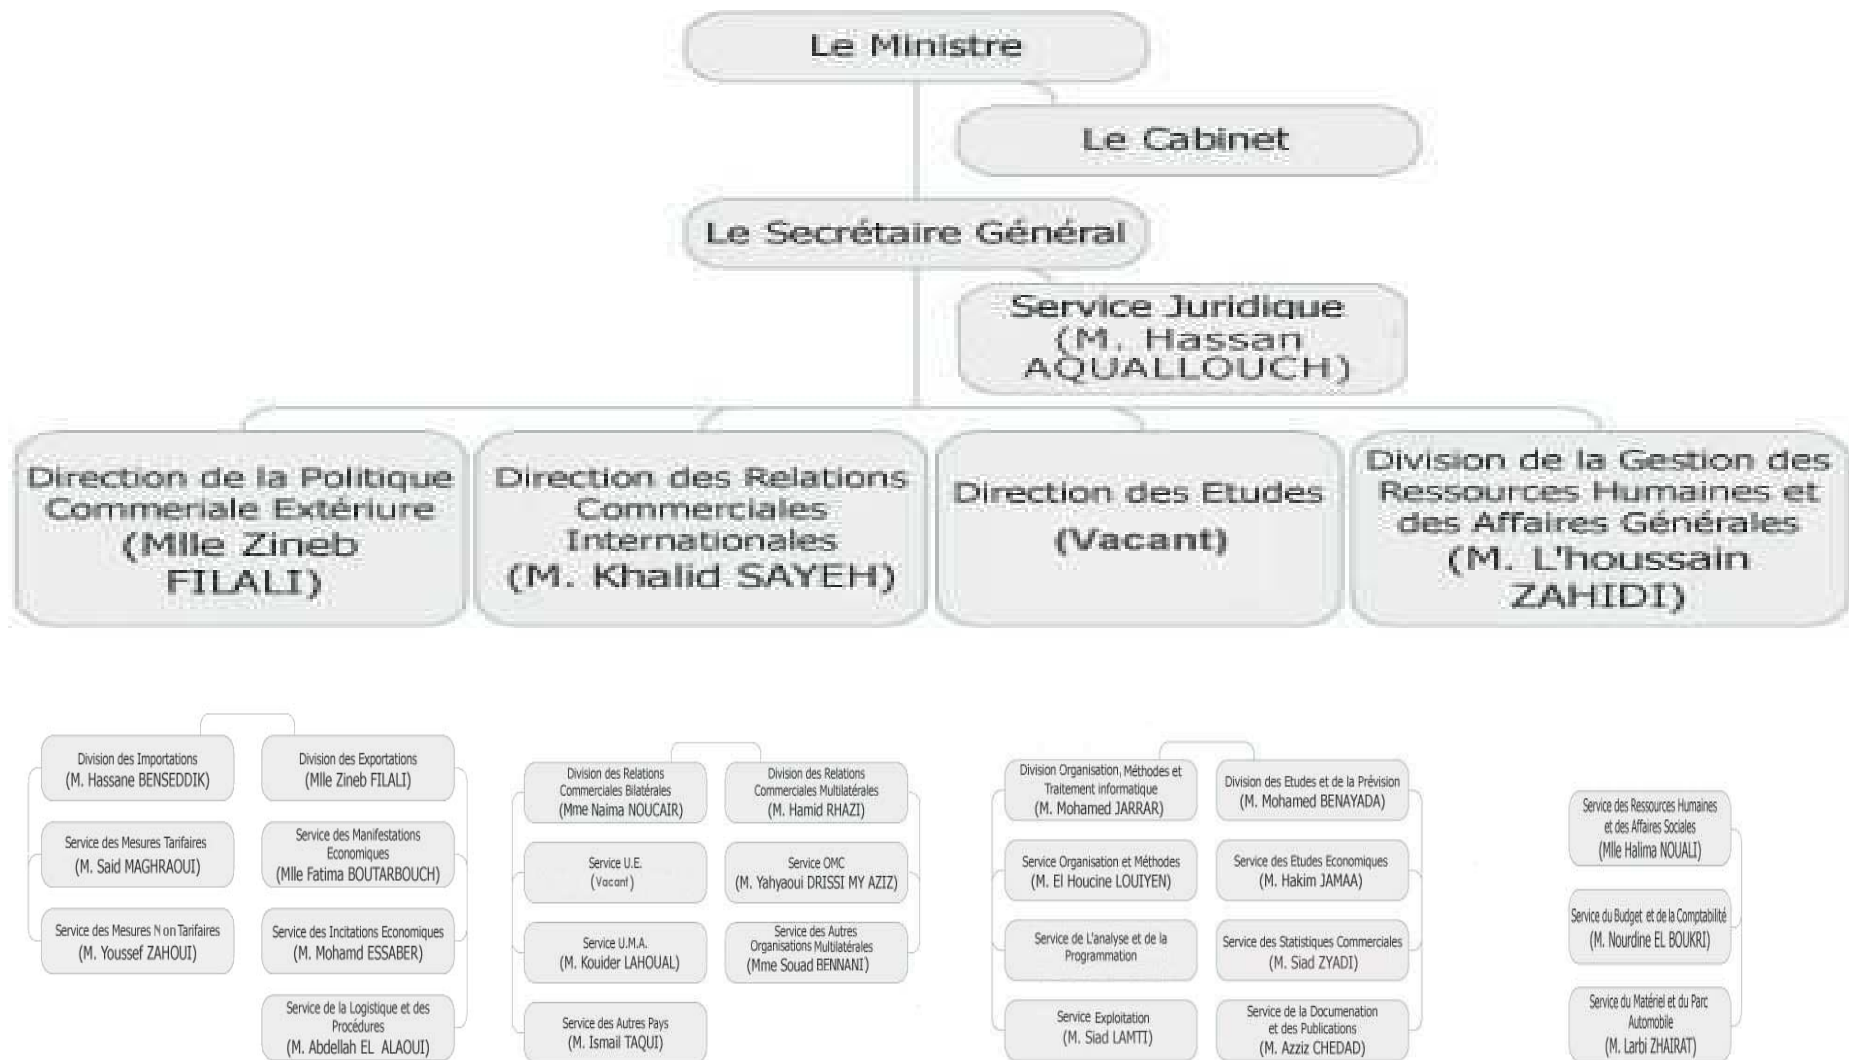 Le Ministre
Le Cabinet
Le Secrétaire Général
Service Juridique
(M. Hassan
AQUALLOUCH)
Direction de la Politique
Commeriale Extériure
(Mlle Zineb
FILALI)
Direction des Relations
Commerciales
Internationales
(M. Khalid SAYEH)
Direction des Etudes
(Vacant)
Division de la Gestion des
Ressources Humaines et
des Affaires Générales
(M. L'houssain
ZAHIDI)
Division des Importations
(M. Hassane BENSEDDIK)
Service des Mesures Tarifaires
(M. Said MAGHRAOUI)
Service des Mesures Non Tarifaires
(M. Youssef ZAHOUI)
Division des Exportations
(Mlle Zineb FILALI)
Service des Manifestations
Economiques
(Mlle Fatima BOUTARBOUCH)
Service des Incitations Economiques
(M. Mohamd ESSABER)
Service de la Logistique et des
Procédures
(M. Abdellah EL ALAOUI)
Division des Relations
Commerciales Bilatérales
(Mme Naima NOUCAIR)
Service U.E.
(Vacant)
Service U.M.A.
(M. Kouider LAHOUAL)
Service des Autres Pays
(M. Ismail TAQUI)
Division des Relations
Commerciales Multilatérales
(M. Hamid RHAZI)
Service OMC
(M. Yahyaoui DRISSI MY AZIZ)
Service des Autres
Organisations Multilatérales
(Mme Souad BENNANI)
Division Organisation, Méthodes et
Traitement informatique
(M. Mohamed JARRAR)
Service Organisation et Méthodes
(M. El Houcine LOUIYEN)
Service de L'analyse et de la
Programmation
Service Exploitation
(M. Siad LAMTI)
Division des Etudes et de la Prévision
(M. Mohamed BENAYADA)
Service des Etudes Economiques
(M. Hakim JAMAA)
Service des Statistiques Commerciales
(M. Siad ZYADI)
Service de la Documenation
et des Publications
(M. Azziz CHEDAD)
Service des Ressources Humaines
et des Affaires Sociales
(Mlle Halima NOUALI)
Service du Budget et de la Comptabilité
(M. Nourdine EL BOUKRI)
Service du Matériel et du Parc
Automobile
(M. Larbi ZHAIRAT)